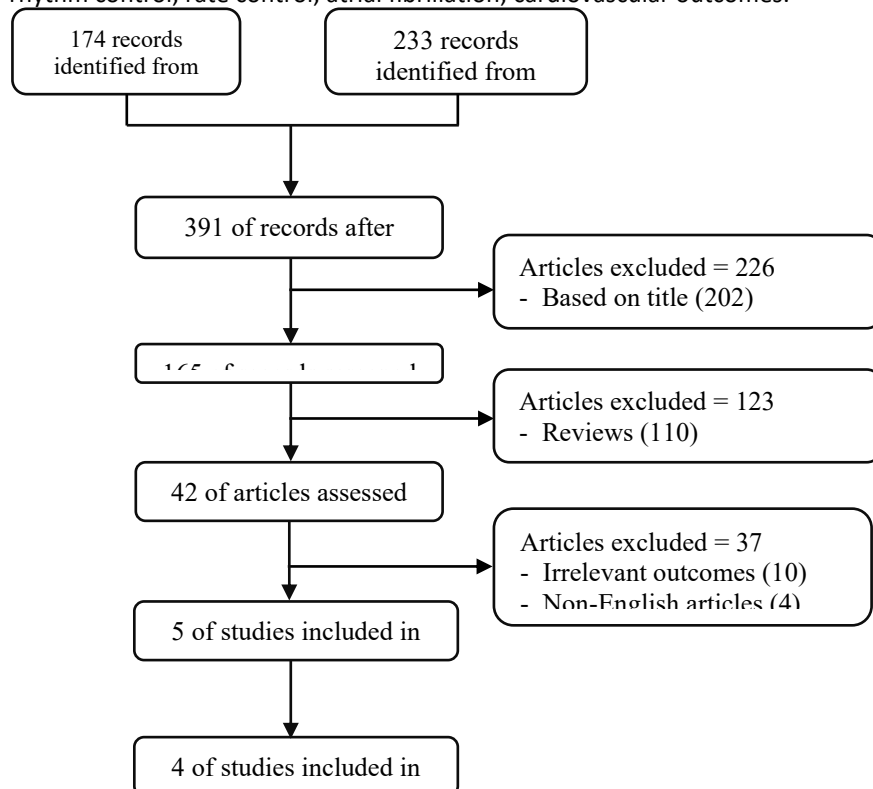 rhythm control, rate control, atrial fibrillation, cardiovascular outcomes.
174 records
identified from
233 records
identified from
391 of records after
Articles excluded = 226
- Based on title (202)
165 of
Articles excluded = 123
- Reviews (110)
42 of articles assessed
Articles excluded = 37
- Irrelevant outcomes (10)
- Non-English articles (4)
5 of studies included in
4 of studies included in